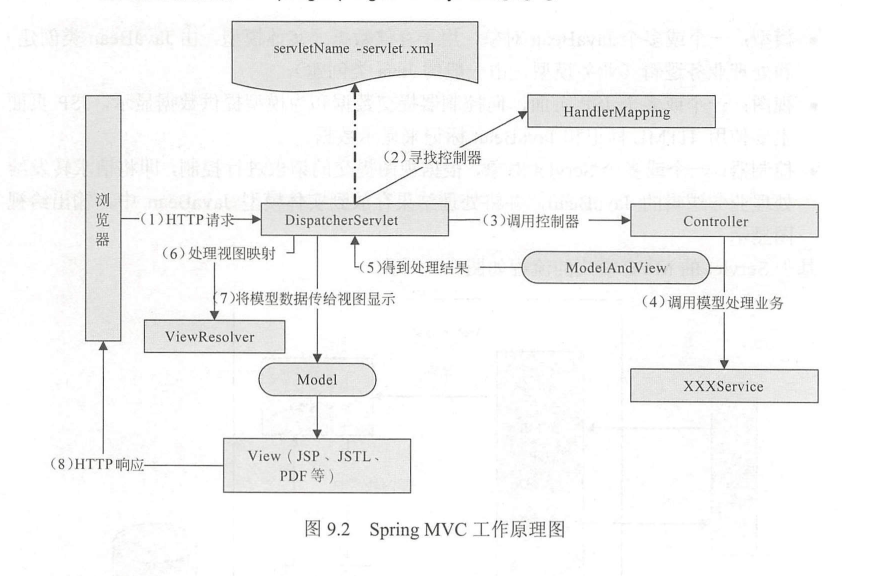 servletName -servlet.xml
HandlerMapping
（2）寻找控制器
浏览器
（1）HTTP请求
DispatcherServlet
（3）调用控制器
Controller
（6）处理视图映射
（5）得到处理结果
ModelAndView
（7）将模型数据传给视图显示
（4）调用模型处理业务
ViewResolver
Model
XXXService
View（JSP、JSTL、
PDF 等）
（8）HTTP响应
图 9.2 Spring MVC 工作原理图